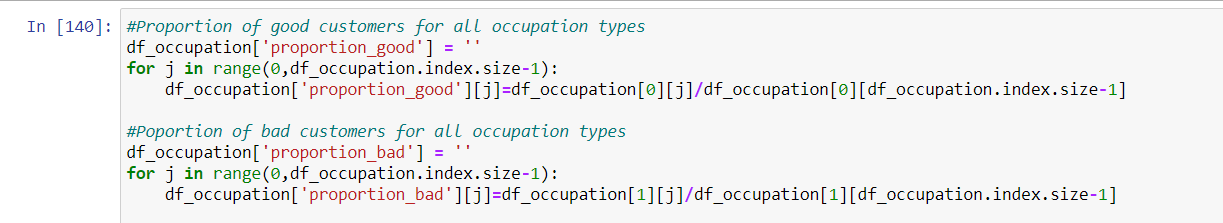 In [140]: #Proportion of good customers for all occupation types
df_occupation['proportion_good'] = ''
for j in range(0,df_occupation.index.size-1):
    df_occupation['proportion_good'][j]=df_occupation[0][j]/df_occupation[0][df_occupation.index.size-1]

#Poportion of bad customers for all occupation types
df_occupation['proportion_bad'] = ''
for j in range(0,df_occupation.index.size-1):
    df_occupation['proportion_bad'][j]=df_occupation[1][j]/df_occupation[1][df_occupation.index.size-1]